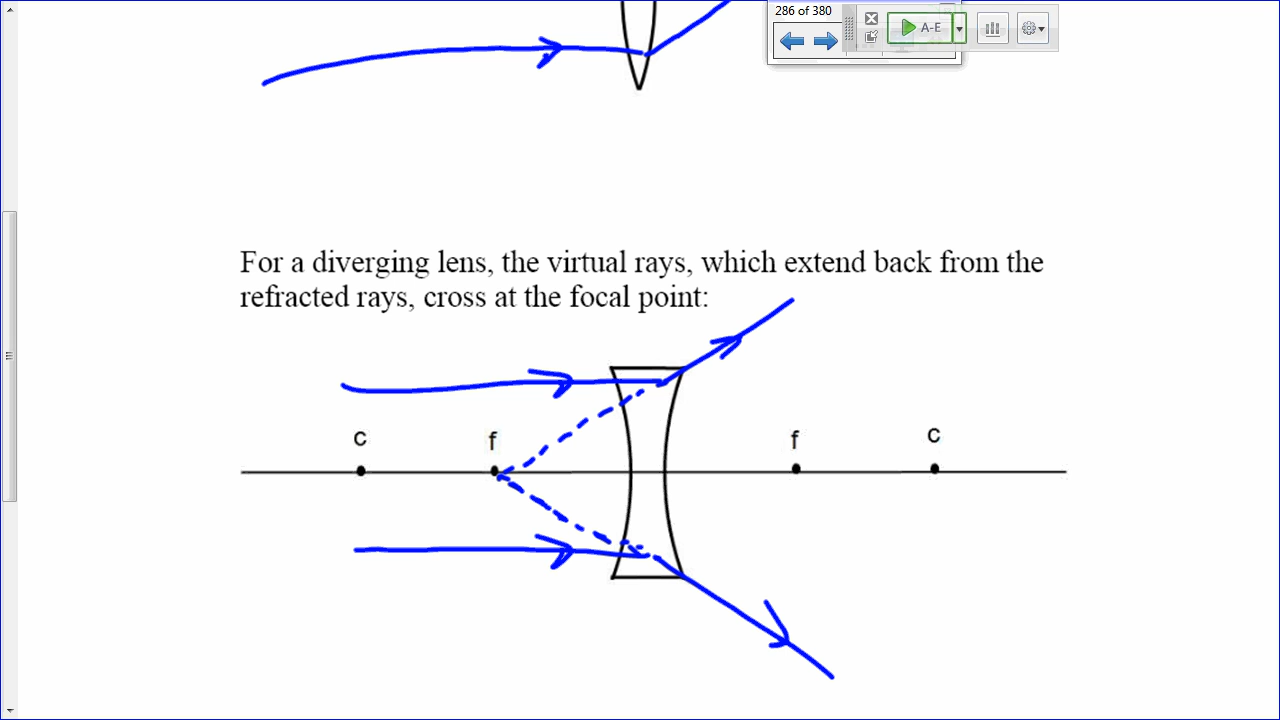 286 of 380
A-E
For a diverging lens, the virtual rays, which extend back from the
refracted rays, cross at the focal point:
c f f c